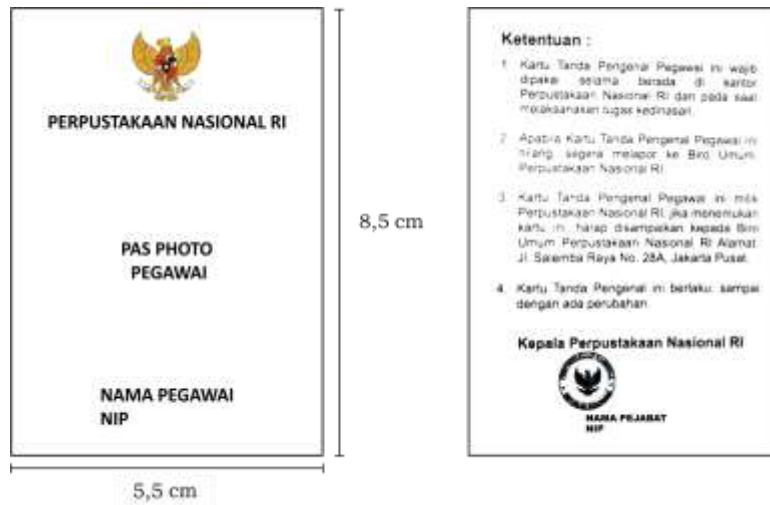 PERPUSTAKAAN NASIONAL RI
PAS PHOTO
PEGAWAI
NAMA PEGAWAI
NIP
8,5 cm
5,5 cm
Ketentuan :
1. Kartu Tanda Pengenal Pegawai ini wajib
dipakai selama berada di kantor
Perpustakaan Nasional RI dan pada saat
melaksanakan tugas kedinasan.
2. Apabila Kartu Tanda Pengenal Pegawai ini
hilang, segera melapor ke Biro Umum
Perpustakaan Nasional RI.
3. Kartu Tanda Pengenal Pegawai ini milik
Perpustakaan Nasional RI, jika menemukan
kartu ini harap disampaikan kepada Biro
Umum Perpustakaan Nasional RI Alamat
Jl. Salemba Raya No. 28A, Jakarta Pusat.
4. Kartu Tanda Pengenal ini berlaku sampai
dengan ada perubahan
Kepala Perpustakaan Nasional RI
NAMA PEJABAT
NIP